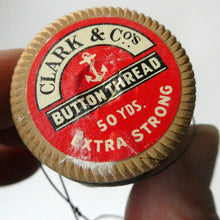 CLARK & Co's
BUTTON THREAD
50 YDS.
EXTRA STRONG